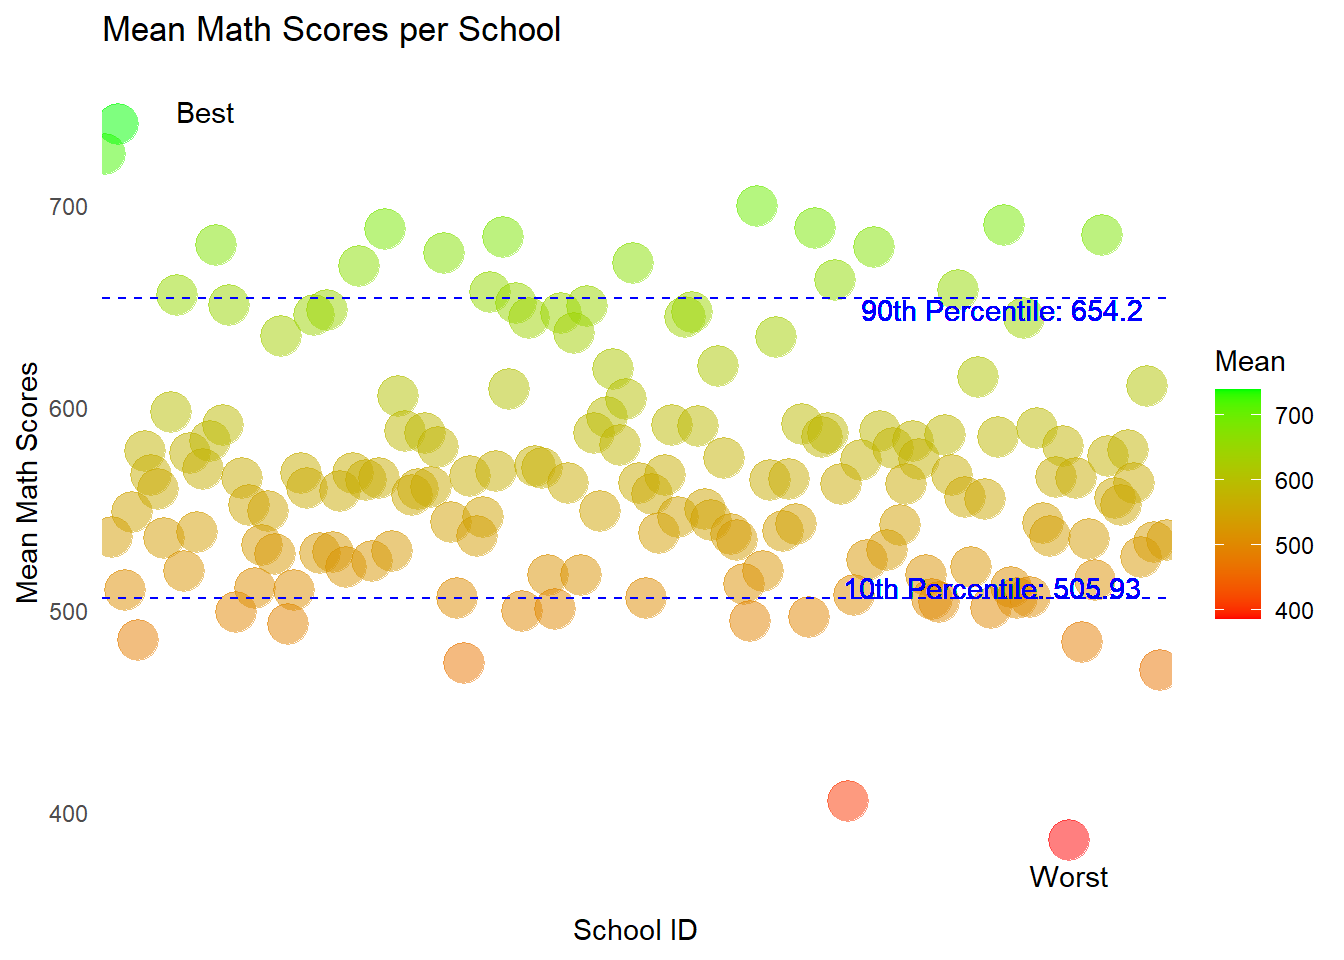 Mean Math Scores per School
Best
700
90th Percentile: 654.2
Mean
700
600
500
400
600
Mean Math Scores
10th Percentile: 505.93
500
400
Worst
School ID